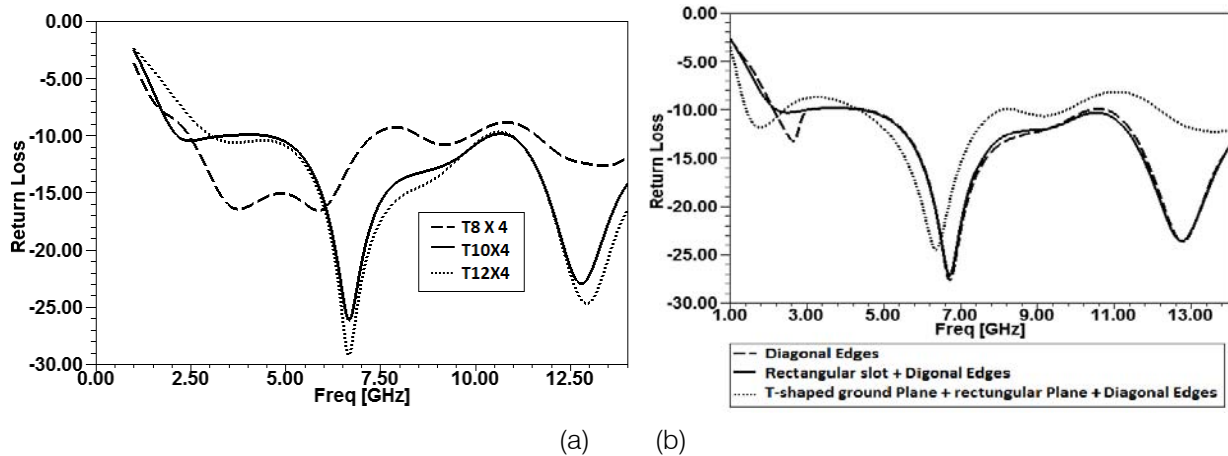 0.00
-5.00
-10.00
-15.00
-20.00
-25.00
-30.00
Return Loss
0.00 2.50 5.00 7.50 10.00 12.50
Freq [GHz]
T8 X 4
T10X4
T12X4
0.00
-5.00
-10.00
-15.00
-20.00
-25.00
-30.00
Return Loss
1.00 3.00 5.00 7.00 9.00 11.00 13.00
Freq [GHz]
Diagonal Edges
Rectangular slot + Digonal Edges
T-shaped ground Plane + rectungular Plane + Diagonal Edges
(a) (b)